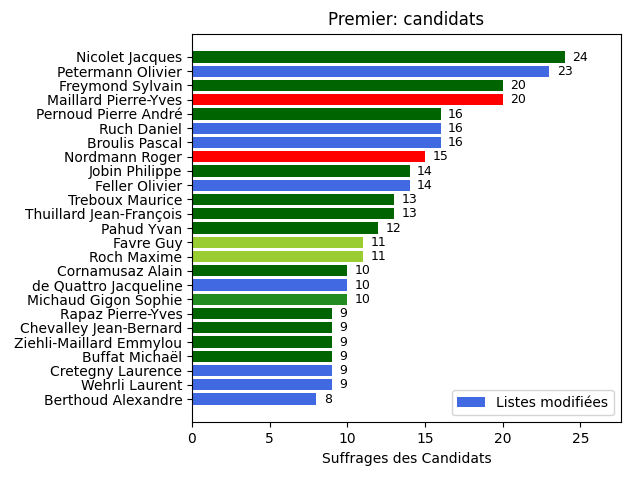 Premier: candidats
Nicolet Jacques 24
Petermann Olivier 23
Freymond Sylvain 20
Maillard Pierre-Yves 20
Pernoud Pierre André 16
Ruch Daniel 16
Broulis Pascal 16
Nordmann Roger 15
Jobin Philippe 14
Feller Olivier 14
Treboux Maurice 13
Thuillard Jean-François 13
Pahud Yvan 12
Favre Guy 11
Roch Maxime 11
Cornamusaz Alain 10
de Quattro Jacqueline 10
Michaud Gigon Sophie 10
Rapaz Pierre-Yves 9
Chevalley Jean-Bernard 9
Ziehli-Maillard Emmylou 9
Buffat Michaël 9
Cretegny Laurence 9
Wehrli Laurent 9
Berthoud Alexandre 8
Listes modifiées
0 5 10 15 20 25
Suffrages des Candidats